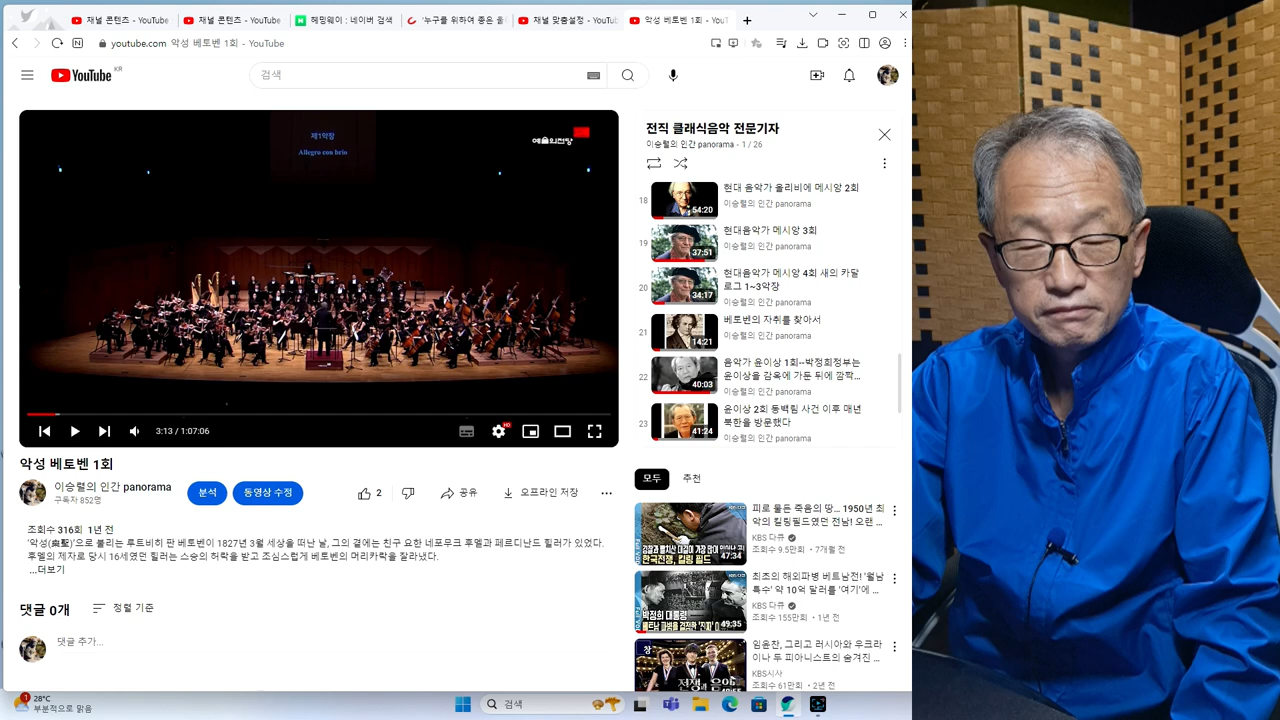 채널 콘텐츠 - YouTube
채널 콘텐츠 - YouTube
헤밍웨이 : 네이버 검색
'누구를 위하여 종은 울
채널 맞춤설정 - YouTu
악성 베토벤 1회 - YouT
youtube.com 악성 베토벤 1회 - YouTube
YouTube KR
검색
제1악장
Allegro con brio
예술의전당
3:13 / 1:07:06
HD
악성 베토벤 1회
이승렬의 인간 panorama
구독자 852명
분석
동영상 수정
2
공유
오프라인 저장
조회수 316회 1년 전
'악성(樂聖)'으로 불리는 루트비히 판 베토벤이 1827년 3월 세상을 떠난 날, 그의 곁에는 친구 요한 네포무크 후멜과 페르디난드 힐러가 있었다.
후멜의 제자로 당시 16세였던 힐러는 스승의 허락을 받고 조심스럽게 베토벤의 머리카락을 잘라냈다.
...더보기
댓글 0개
정렬 기준
댓글 추가...
전직 클래식음악 전문기자
이승렬의 인간 panorama - 1 / 26
18
54:20
현대 음악가 올리비에 메시앙 2회
이승렬의 인간 panorama
19
37:51
현대음악가 메시앙 3회
이승렬의 인간 panorama
20
34:17
현대음악가 메시앙 4회 새의 카탈
로그 1~3악장
이승렬의 인간 panorama
21
14:21
베토벤의 자취를 찾아서
이승렬의 인간 panorama
22
40:03
음악가 윤이상 1회--박정희정부는
윤이상을 감옥에 가둔 뒤에 깜짝...
이승렬의 인간 panorama
23
41:24
윤이상 2회 동백림 사건 이후 매년
북한을 방문했다
이승렬의 인간 panorama
모두
추천
한국전쟁, 킬링 필드
47:34
피로 물든 죽음의 땅... 1950년 최
악의 킬링필드였던 전남! 오랜 ...
KBS 다큐
조회수 9.5만회 • 7개월 전
박정희 대통령
49:35
최초의 해외파병 베트남전! '월남
특수' 약 10억 달러를 '여기'에 ...
KBS 다큐
조회수 155만회 • 1년 전
창
전쟁과 음악
임윤찬, 그리고 러시아와 우크라
이나 두 피아니스트의 숨겨진 ...
KBS시사
조회수 61만회 • 2년 전
1
28°C
부분적으로 맑음
검색